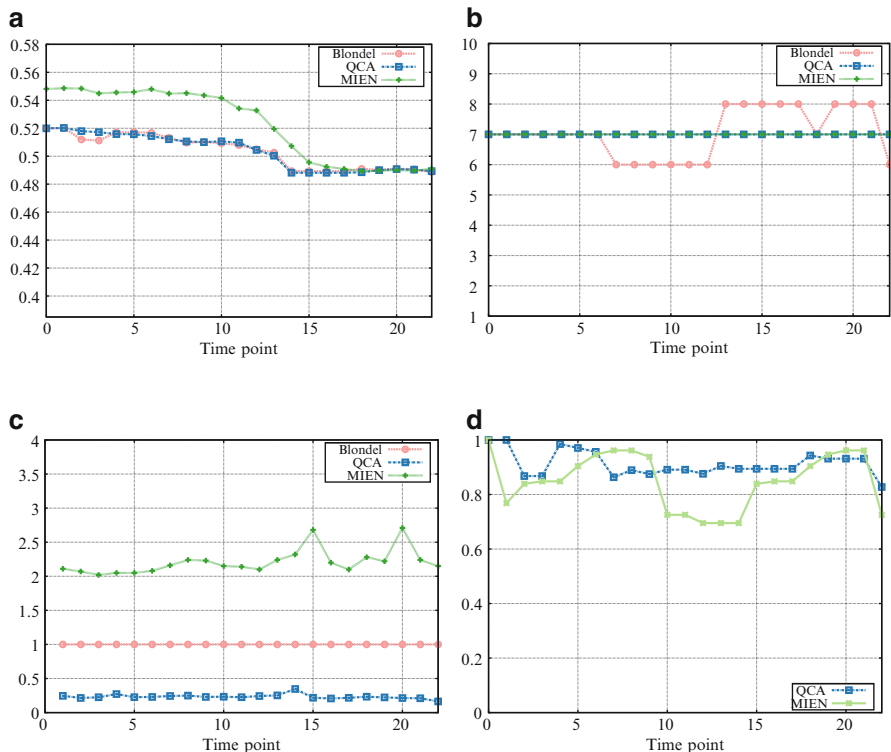 a
0.58
0.56
0.54
0.52
0.5
0.48
0.46
0.44
0.42
0.4
0 5 10 15 20
Time point
Blondel
QCA
MIEN
b
10
9
8
7
6
5
4
3
2
1
0 5 10 15 20
Time point
Blondel
QCA
MIEN
c
4
3.5
3
2.5
2
1.5
1
0.5
0
0 5 10 15 20
Time point
Blondel
QCA
MIEN
d
1
0.8
0.6
0.4
0.2
0
0 5 10 15 20
Time point
QCA
MIEN